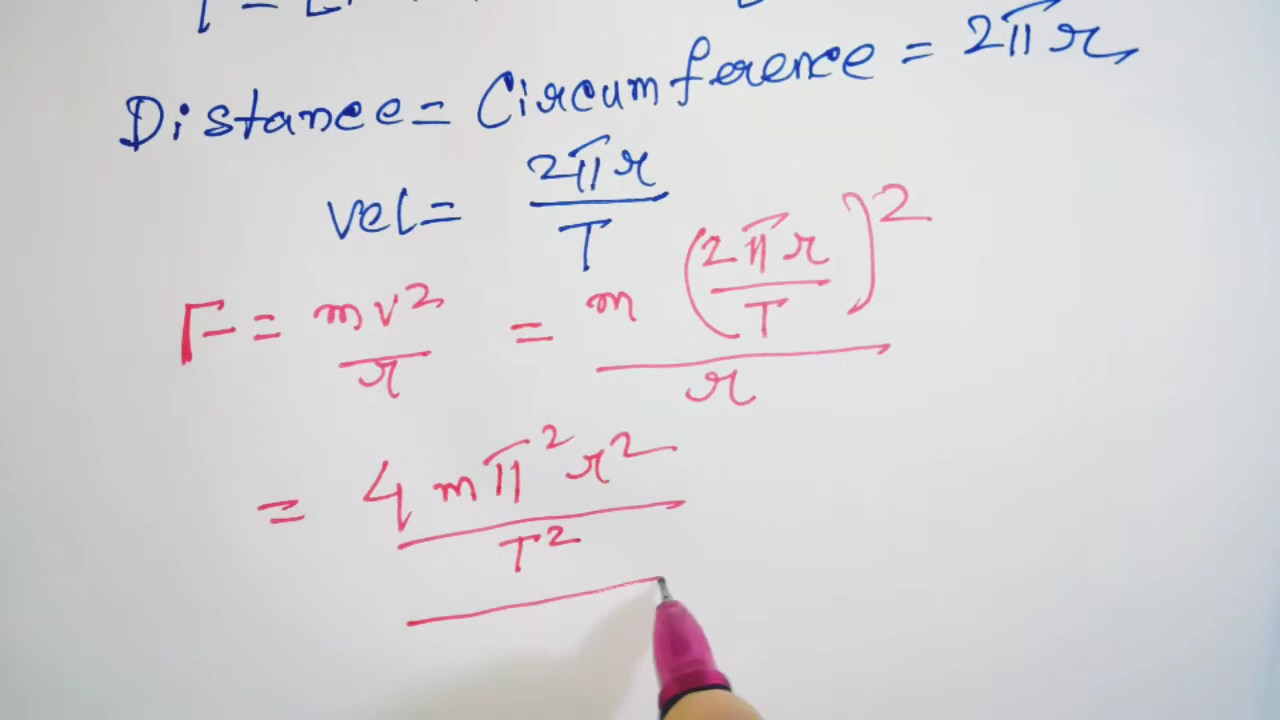 Distance = Circumference = 2πr
vel = 2πr / T
F = mv² / r = m (2πr / T)² / r
= 4mπ²r² / T²